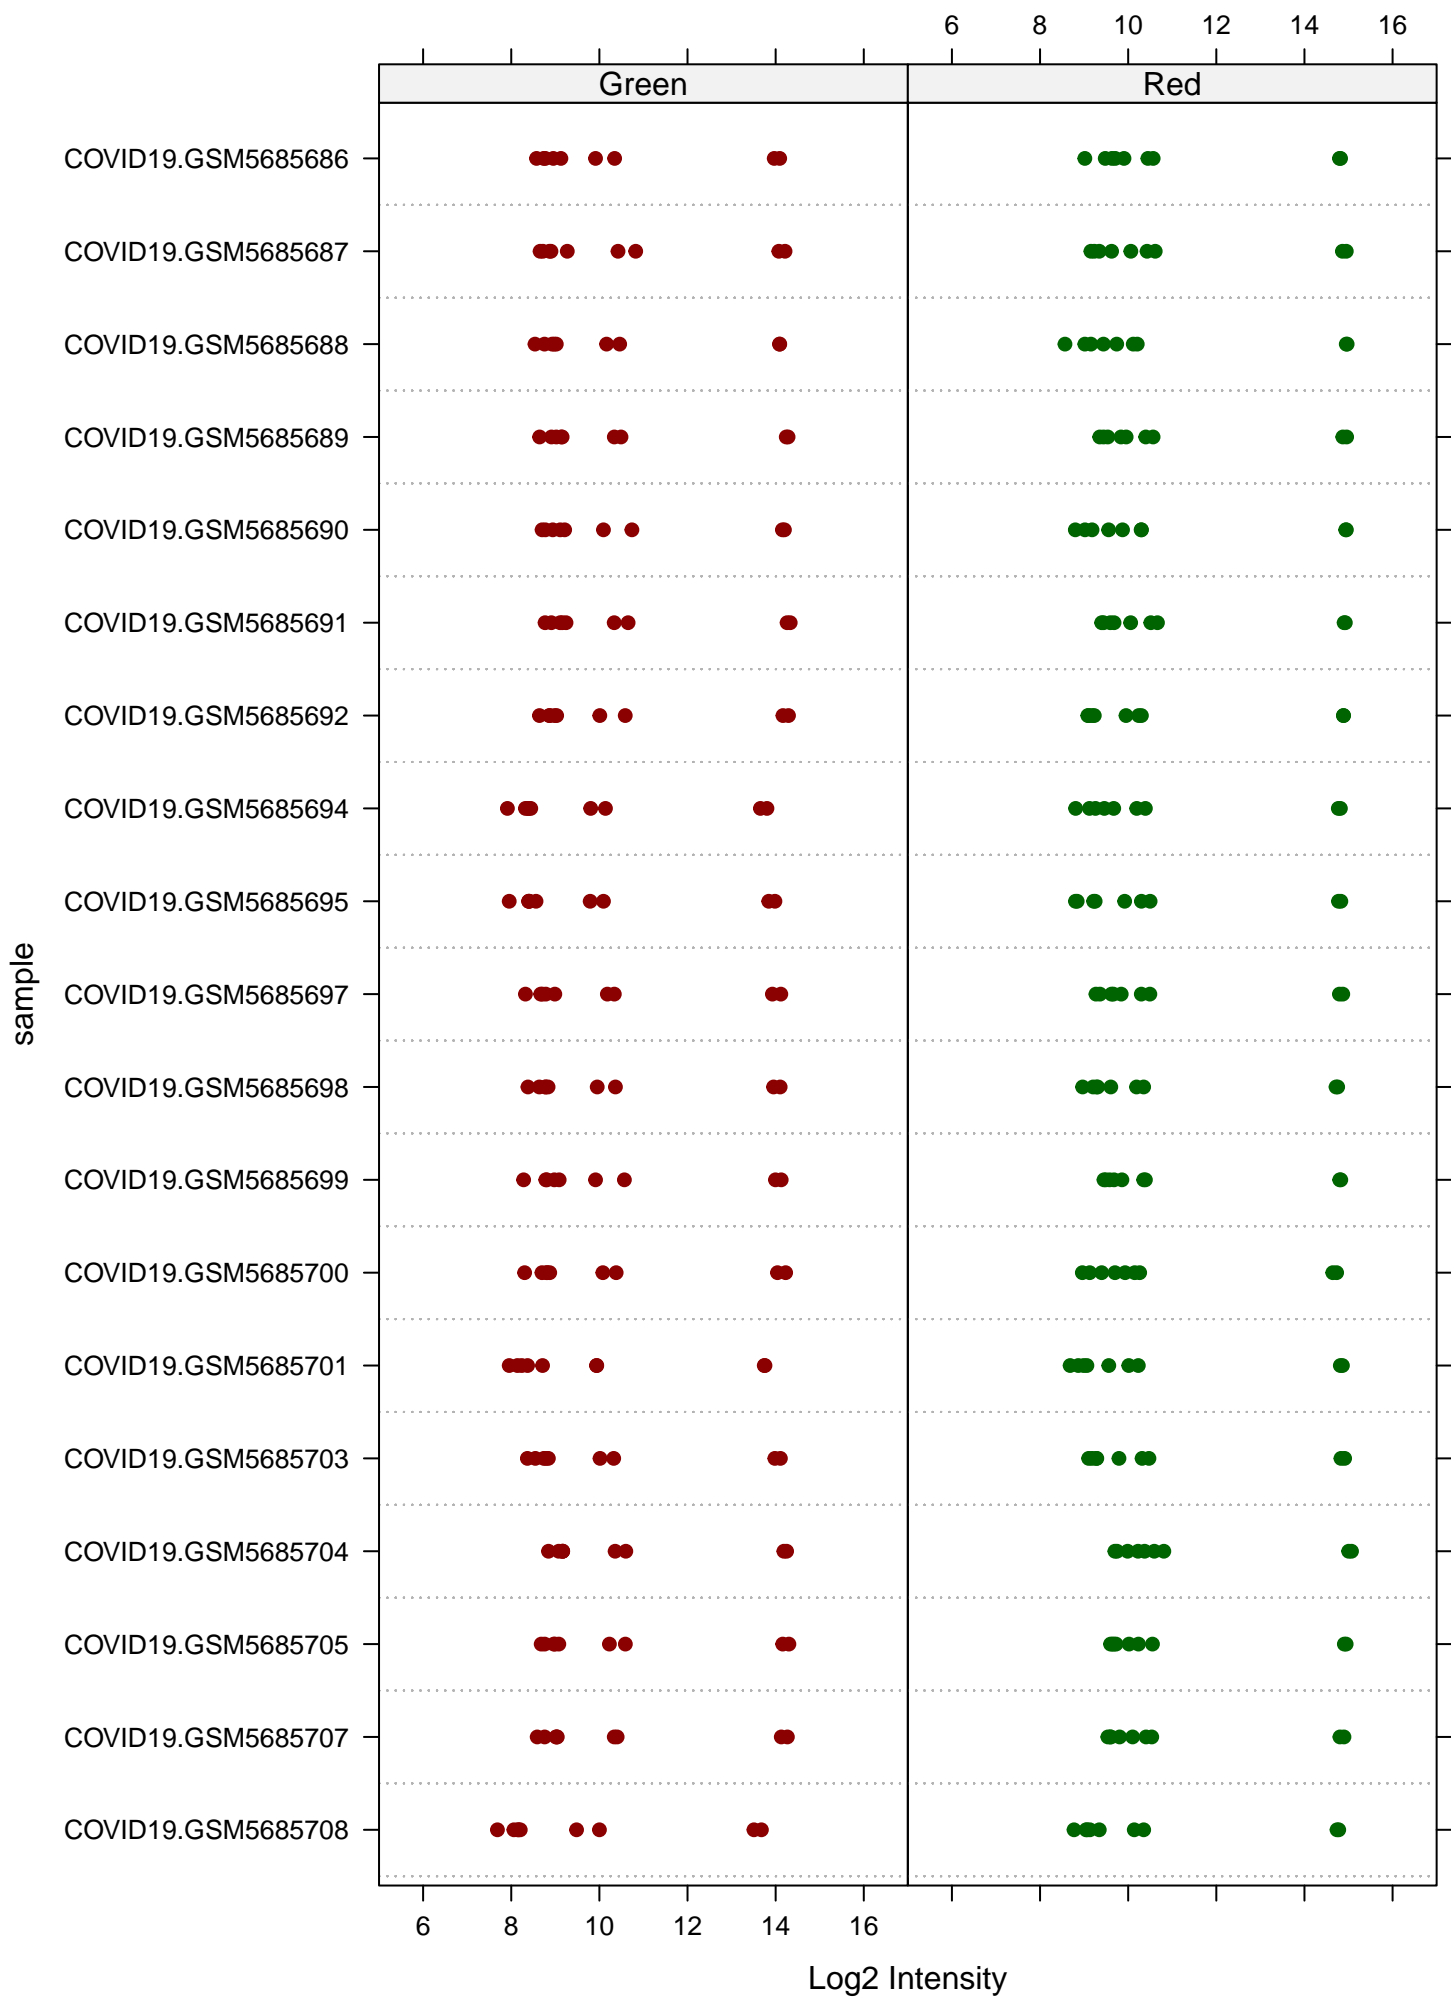 6 8 10 12 14 16
Green Red
COVID19.GSM5685686
COVID19.GSM5685687
COVID19.GSM5685688
COVID19.GSM5685689
COVID19.GSM5685690
COVID19.GSM5685691
COVID19.GSM5685692
COVID19.GSM5685694
COVID19.GSM5685695
COVID19.GSM5685697
COVID19.GSM5685698
COVID19.GSM5685699
COVID19.GSM5685700
COVID19.GSM5685701
COVID19.GSM5685703
COVID19.GSM5685704
COVID19.GSM5685705
COVID19.GSM5685707
COVID19.GSM5685708
sample
6 8 10 12 14 16
Log2 Intensity